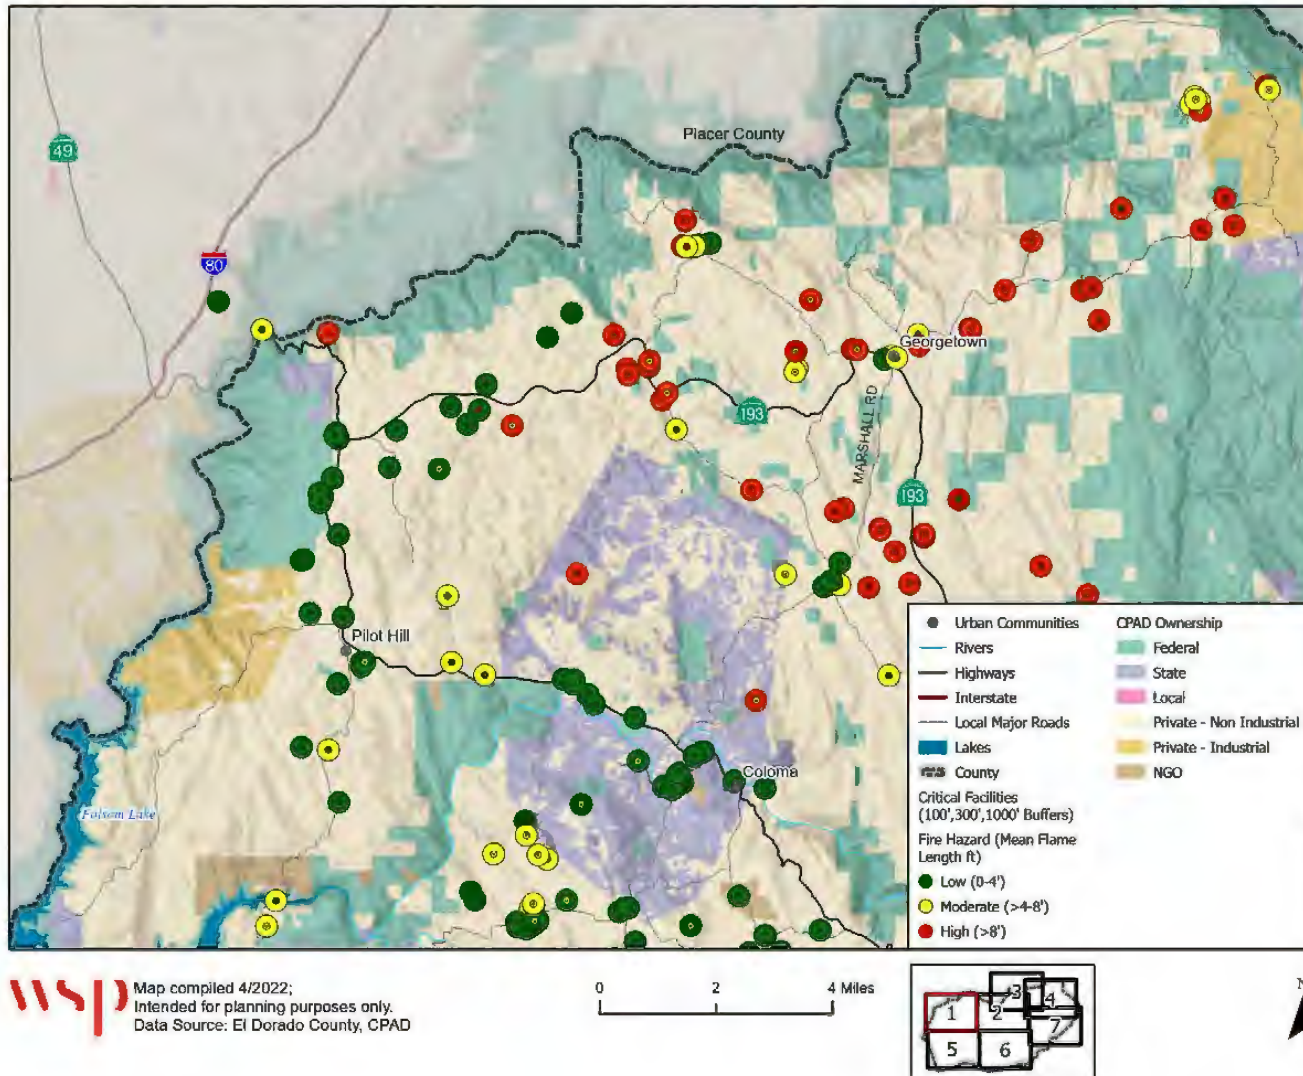 Placer County
49
80
Georgetown
193
MARSHALL RD
193
Pilot Hill
Coloma
Folsom Lake
Urban Communities
Rivers
Highways
Interstate
Local Major Roads
Lakes
County
Critical Facilities
(100',300',1000' Buffers)
Fire Hazard (Mean Flame
Length ft)
Low (0-4')
Moderate (>4-8')
High (>8')
CPAD Ownership
Federal
State
Local
Private - Non Industrial
Private - Industrial
NGO
wsp
Map compiled 4/2022;
Intended for planning purposes only.
Data Source: El Dorado County, CPAD
0 2 4 Miles
1 2 3 4
5 6 7
N